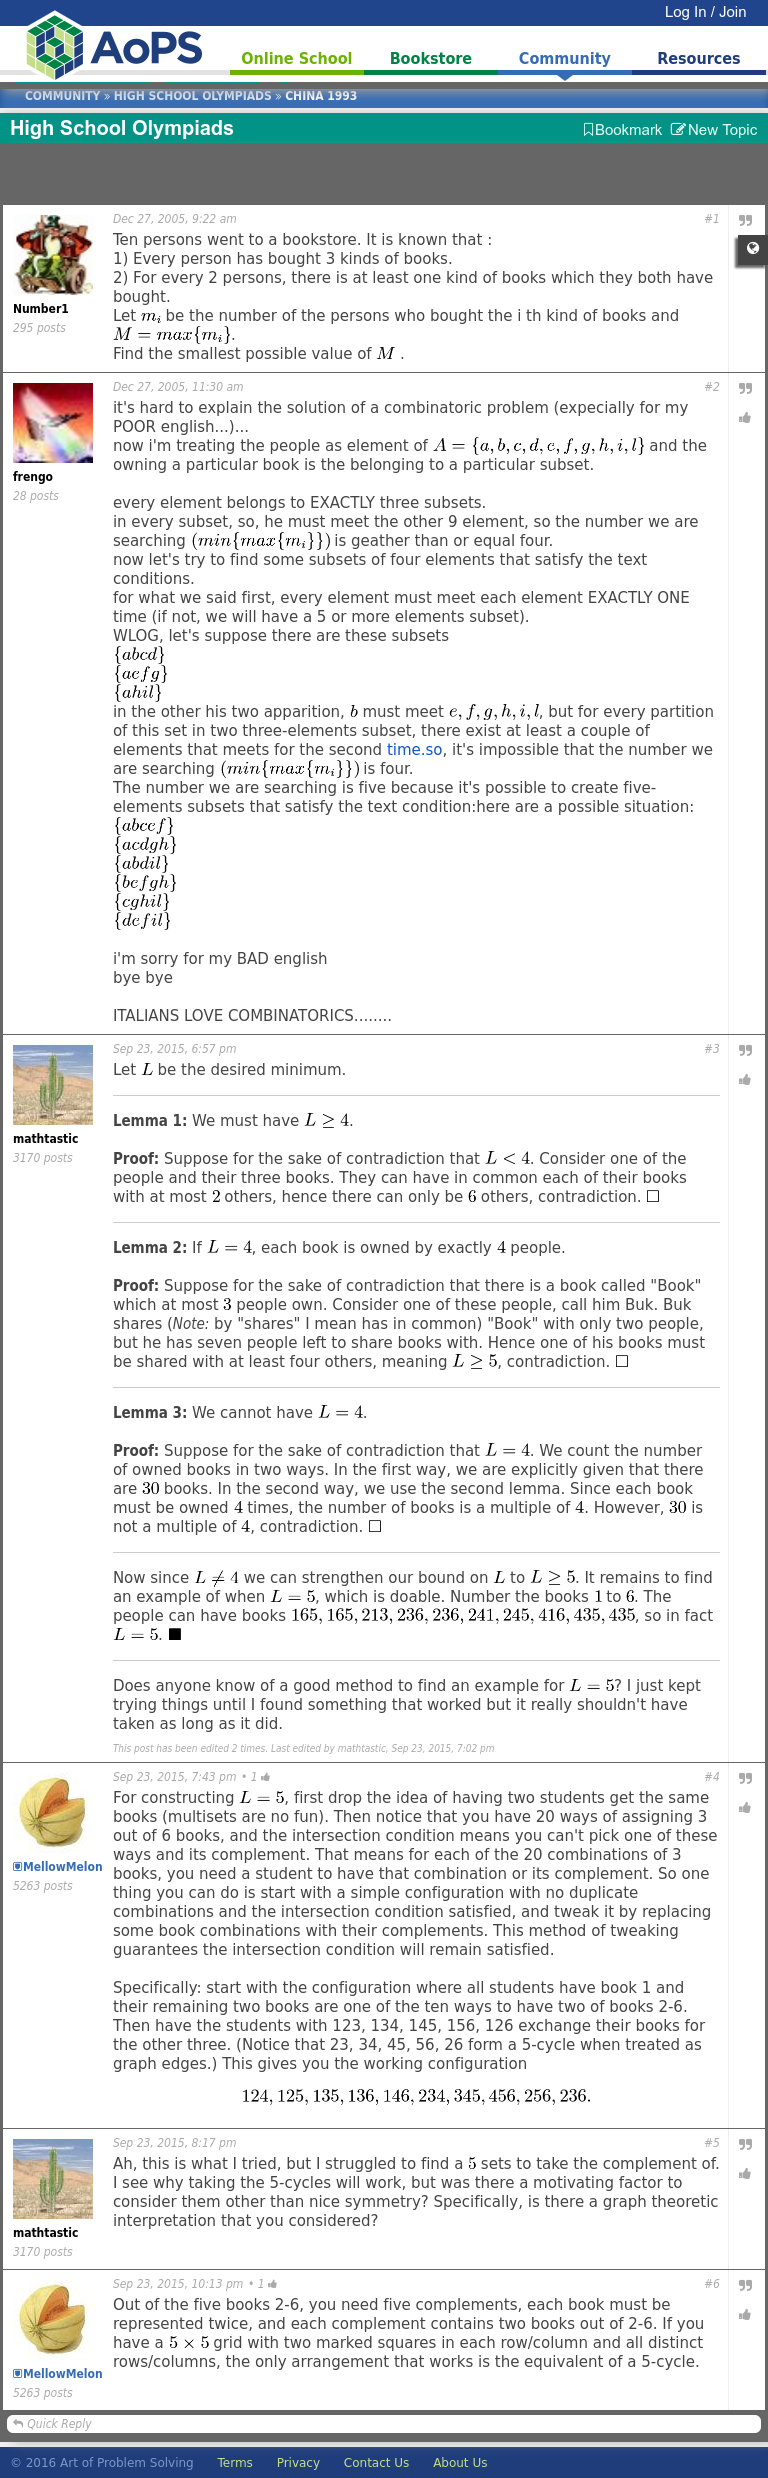 Log In / Join
AoPS
Online School Bookstore Community Resources
COMMUNITY » HIGH SCHOOL OLYMPIADS » CHINA 1993
High School Olympiads Bookmark New Topic
Dec 27, 2005, 9:22 am #1
Number1
295 posts
Ten persons went to a bookstore. It is known that :
1) Every person has bought 3 kinds of books.
2) For every 2 persons, there is at least one kind of books which they both have
bought.
Let m_i be the number of the persons who bought the i th kind of books and
M = max{m_i}.
Find the smallest possible value of M .
Dec 27, 2005, 11:30 am #2
frengo
28 posts
it's hard to explain the solution of a combinatoric problem (expecially for my
POOR english...)...
now i'm treating the people as element of A = {a, b, c, d, e, f, g, h, i, l} and the
owning a particular book is the belonging to a particular subset.
every element belongs to EXACTLY three subsets.
in every subset, so, he must meet the other 9 element, so the number we are
searching (min{max{m_i}}) is geather than or equal four.
now let's try to find some subsets of four elements that satisfy the text
conditions.
for what we said first, every element must meet each element EXACTLY ONE
time (if not, we will have a 5 or more elements subset).
WLOG, let's suppose there are these subsets
{abcd}
{aefg}
{ahil}
in the other his two apparition, b must meet e, f, g, h, i, l, but for every partition
of this set in two three-elements subset, there exist at least a couple of
elements that meets for the second time.so, it's impossible that the number we
are searching (min{max{m_i}}) is four.
The number we are searching is five because it's possible to create five-
elements subsets that satisfy the text condition:here are a possible situation:
{abcef}
{acdgh}
{abdil}
{befgh}
{cghil}
{defil}
i'm sorry for my BAD english
bye bye
ITALIANS LOVE COMBINATORICS........
Sep 23, 2015, 6:57 pm #3
mathtastic
3170 posts
Let L be the desired minimum.
Lemma 1: We must have L ≥ 4.
Proof: Suppose for the sake of contradiction that L < 4. Consider one of the
people and their three books. They can have in common each of their books
with at most 2 others, hence there can only be 6 others, contradiction. □
Lemma 2: If L = 4, each book is owned by exactly 4 people.
Proof: Suppose for the sake of contradiction that there is a book called "Book"
which at most 3 people own. Consider one of these people, call him Buk. Buk
shares (Note: by "shares" I mean has in common) "Book" with only two people,
but he has seven people left to share books with. Hence one of his books must
be shared with at least four others, meaning L ≥ 5, contradiction. □
Lemma 3: We cannot have L = 4.
Proof: Suppose for the sake of contradiction that L = 4. We count the number
of owned books in two ways. In the first way, we are explicitly given that there
are 30 books. In the second way, we use the second lemma. Since each book
must be owned 4 times, the number of books is a multiple of 4. However, 30 is
not a multiple of 4, contradiction. □
Now since L ≠ 4 we can strengthen our bound on L to L ≥ 5. It remains to find
an example of when L = 5, which is doable. Number the books 1 to 6. The
people can have books 165, 165, 213, 236, 236, 241, 245, 416, 435, 435, so in fact
L = 5. ■
Does anyone know of a good method to find an example for L = 5? I just kept
trying things until I found something that worked but it really shouldn't have
taken as long as it did.
This post has been edited 2 times. Last edited by mathtastic, Sep 23, 2015, 7:02 pm
Sep 23, 2015, 7:43 pm • 1 #4
MellowMelon
5263 posts
For constructing L = 5, first drop the idea of having two students get the same
books (multisets are no fun). Then notice that you have 20 ways of assigning 3
out of 6 books, and the intersection condition means you can't pick one of these
ways and its complement. That means for each of the 20 combinations of 3
books, you need a student to have that combination or its complement. So one
thing you can do is start with a simple configuration with no duplicate
combinations and the intersection condition satisfied, and tweak it by replacing
some book combinations with their complements. This method of tweaking
guarantees the intersection condition will remain satisfied.
Specifically: start with the configuration where all students have book 1 and
their remaining two books are one of the ten ways to have two of books 2-6.
Then have the students with 123, 134, 145, 156, 126 exchange their books for
the other three. (Notice that 23, 34, 45, 56, 26 form a 5-cycle when treated as
graph edges.) This gives you the working configuration
124, 125, 135, 136, 146, 234, 345, 456, 256, 236.
Sep 23, 2015, 8:17 pm #5
mathtastic
3170 posts
Ah, this is what I tried, but I struggled to find a 5 sets to take the complement of.
I see why taking the 5-cycles will work, but was there a motivating factor to
consider them other than nice symmetry? Specifically, is there a graph theoretic
interpretation that you considered?
Sep 23, 2015, 10:13 pm • 1 #6
MellowMelon
5263 posts
Out of the five books 2-6, you need five complements, each book must be
represented twice, and each complement contains two books out of 2-6. If you
have a 5 × 5 grid with two marked squares in each row/column and all distinct
rows/columns, the only arrangement that works is the equivalent of a 5-cycle.
Quick Reply
© 2016 Art of Problem Solving Terms Privacy Contact Us About Us